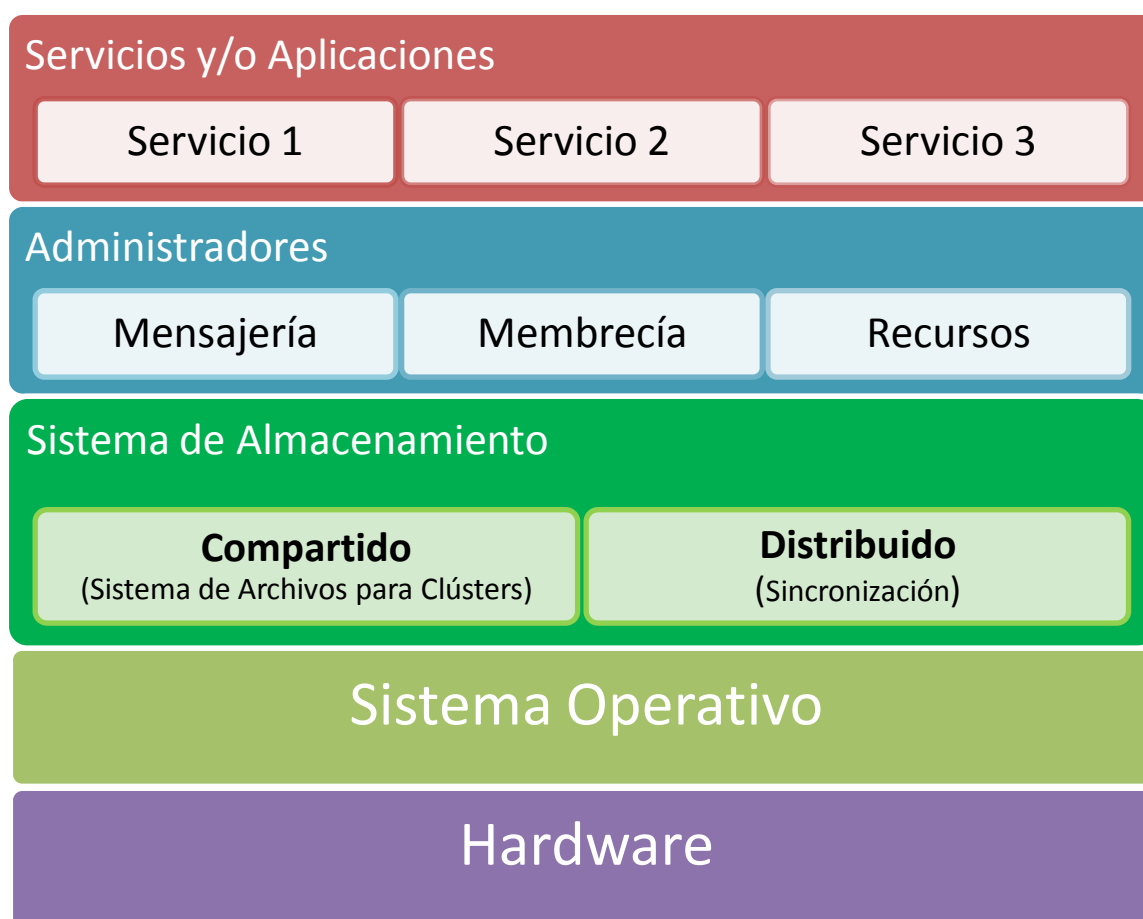 Servicios y/o Aplicaciones
Servicio 1 Servicio 2 Servicio 3
Administradores
Mensajería Membrecía Recursos
Sistema de Almacenamiento
Compartido
(Sistema de Archivos para Clústers)
Distribuido
(Sincronización)
Sistema Operativo
Hardware